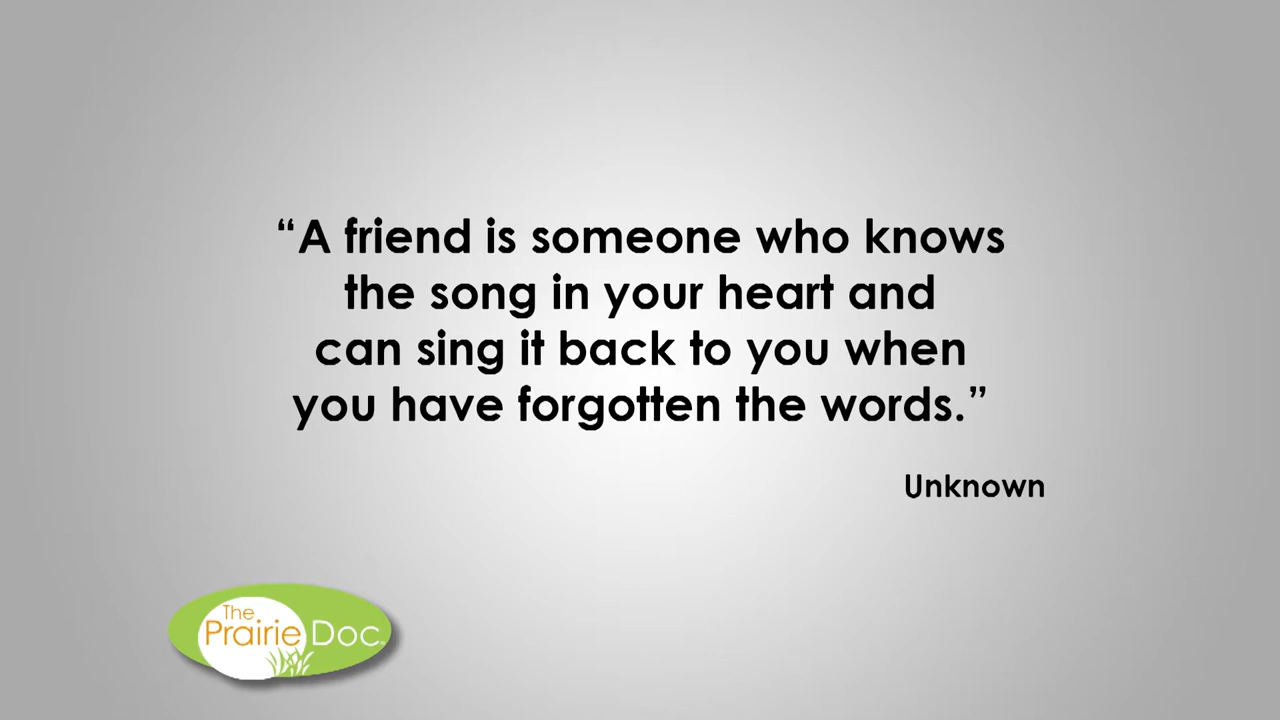 “A friend is someone who knows
the song in your heart and
can sing it back to you when
you have forgotten the words.”
Unknown
The
Prairie Doc